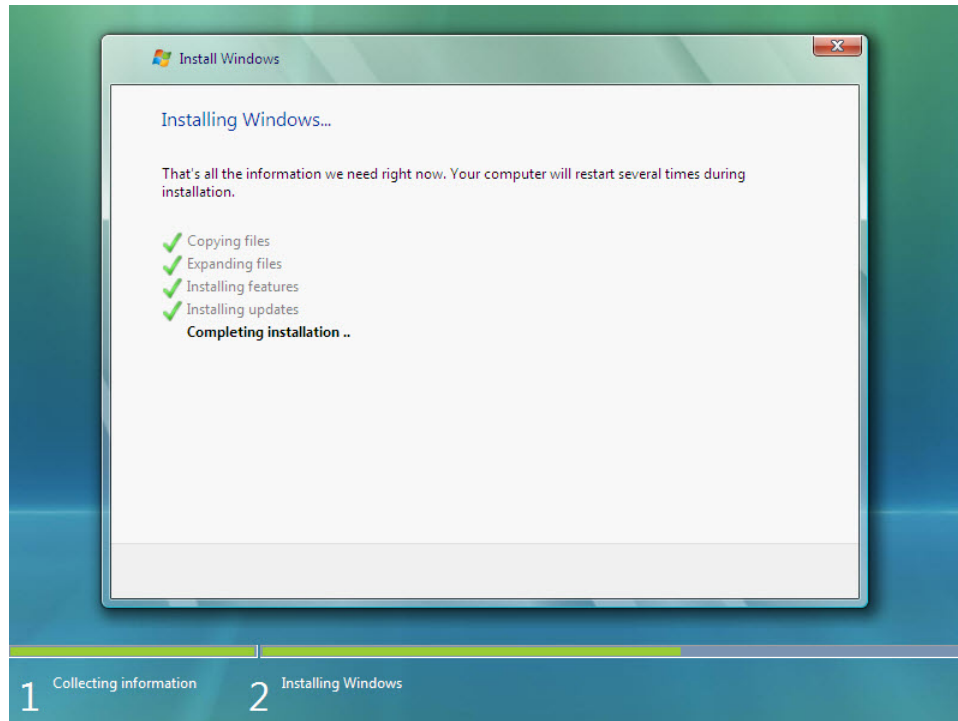 Install Windows
Installing Windows...
That's all the information we need right now. Your computer will restart several times during
installation.
Copying files
Expanding files
Installing features
Installing updates
Completing installation ..
1 Collecting information
2 Installing Windows